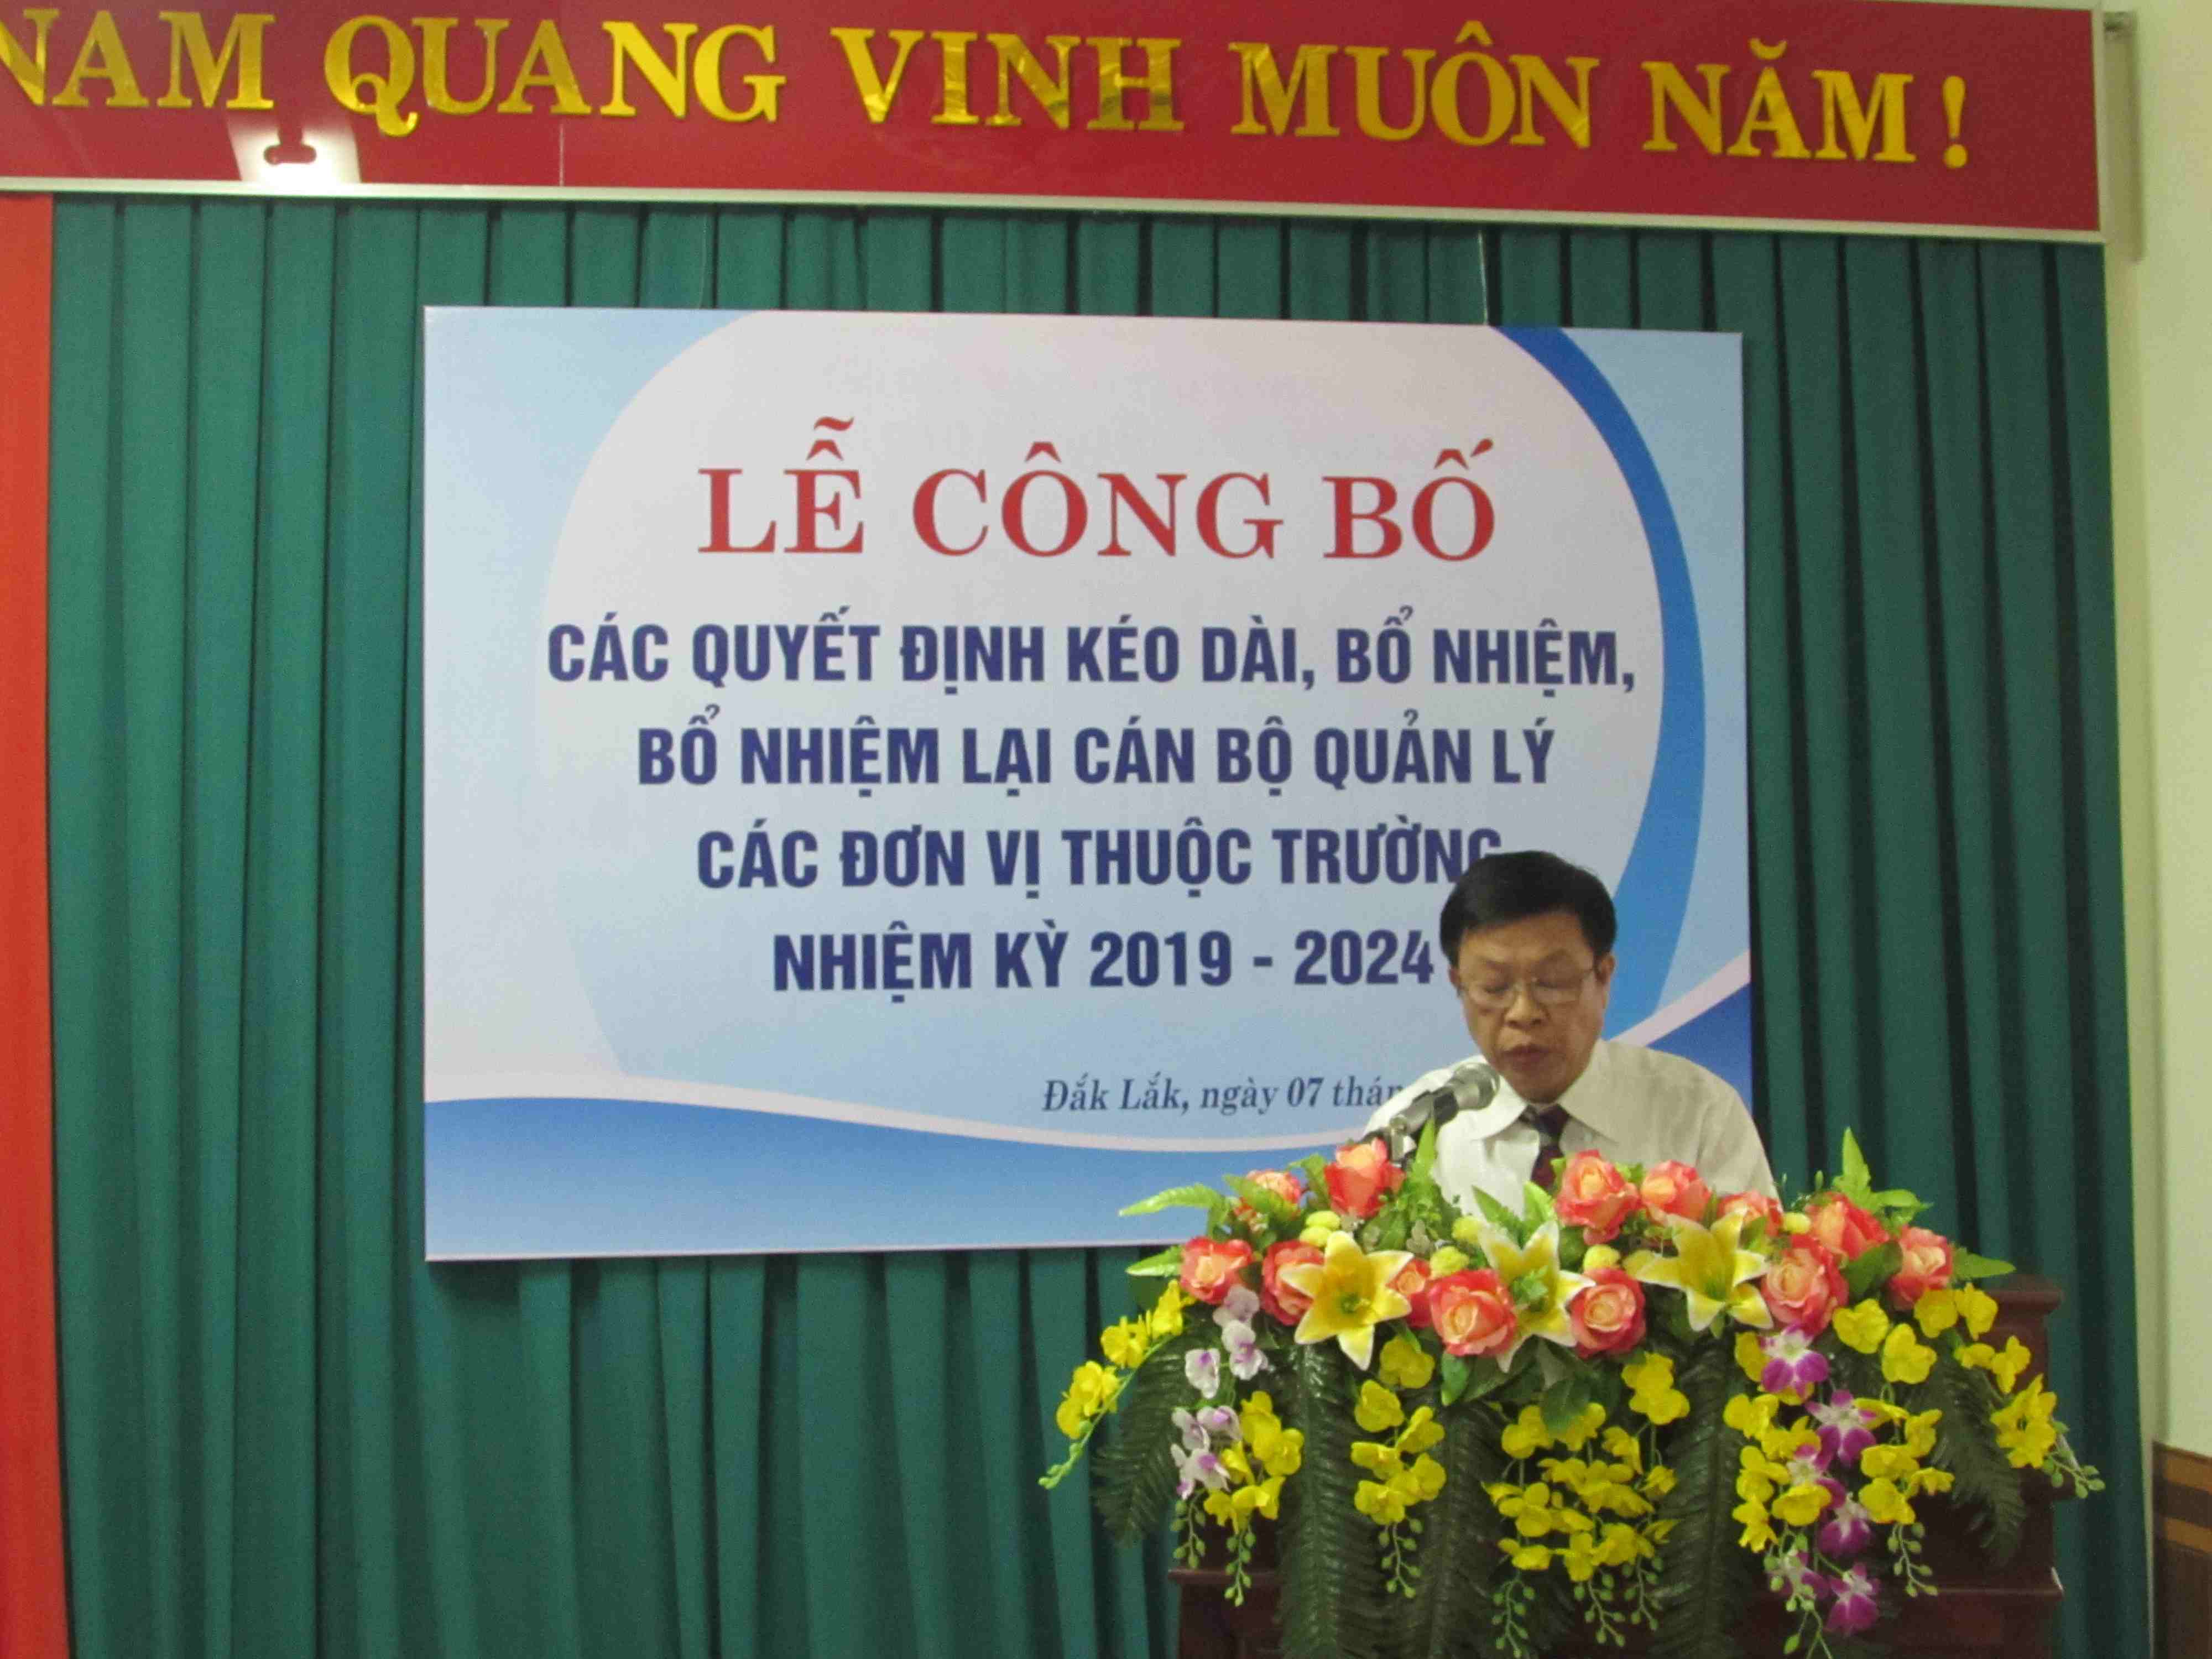 NAM QUANG VINH MUÔN NĂM!
LỄ CÔNG BỐ
CÁC QUYẾT ĐỊNH KÉO DÀI, BỔ NHIỆM,
BỔ NHIỆM LẠI CÁN BỘ QUẢN LÝ
CÁC ĐƠN VỊ THUỘC TRƯỜNG
NHIỆM KỲ 2019 - 2024
Đắk Lắk, ngày 07 thán